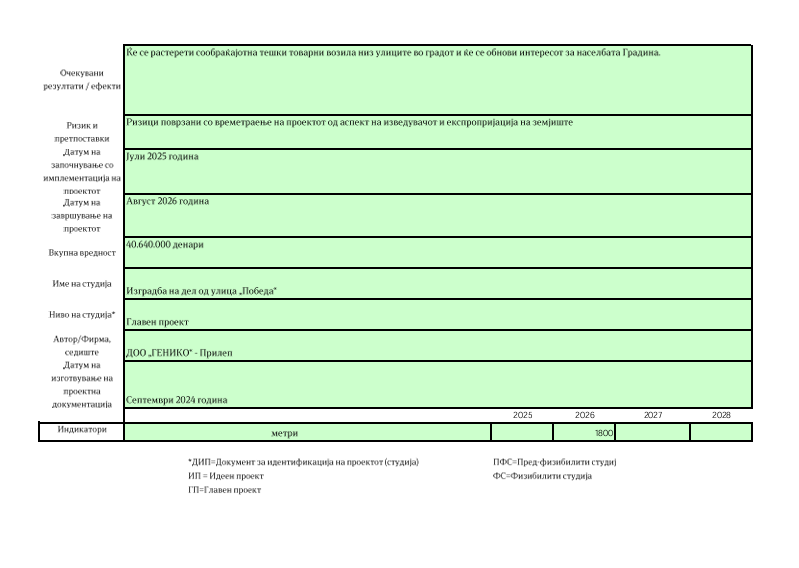 Очекувани
резултати / ефекти
Ќе се растерети сообраќајотна тешки товарни возила низ улиците во градот и ќе се обнови интересот за населбата Градина.
Ризик и
претпоставки
Ризици поврзани со времетраење на проектот од аспект на изведувачот и експропријација на земјиште
Датум на
започнување со
имплементација на
проектот
Јули 2025 година
Датум на
завршување на
проектот
Август 2026 година
Вкупна вредност
40.640.000 денари
Име на студија
Изградба на дел од улица „Победа“
Ниво на студија*
Главен проект
Автор/Фирма,
седиште
ДОО „ГЕНИКО“ - Прилеп
Датум на
изготвување на
проектна
документација
Септември 2024 година
2025 2026 2027 2028
Индикатори метри 1800
*ДИП=Документ за идентификација на проектот (студија) ПФС=Пред-физибилити студиј
ИП = Идеен проект ФС=Физибилити студија
ГП=Главен проект